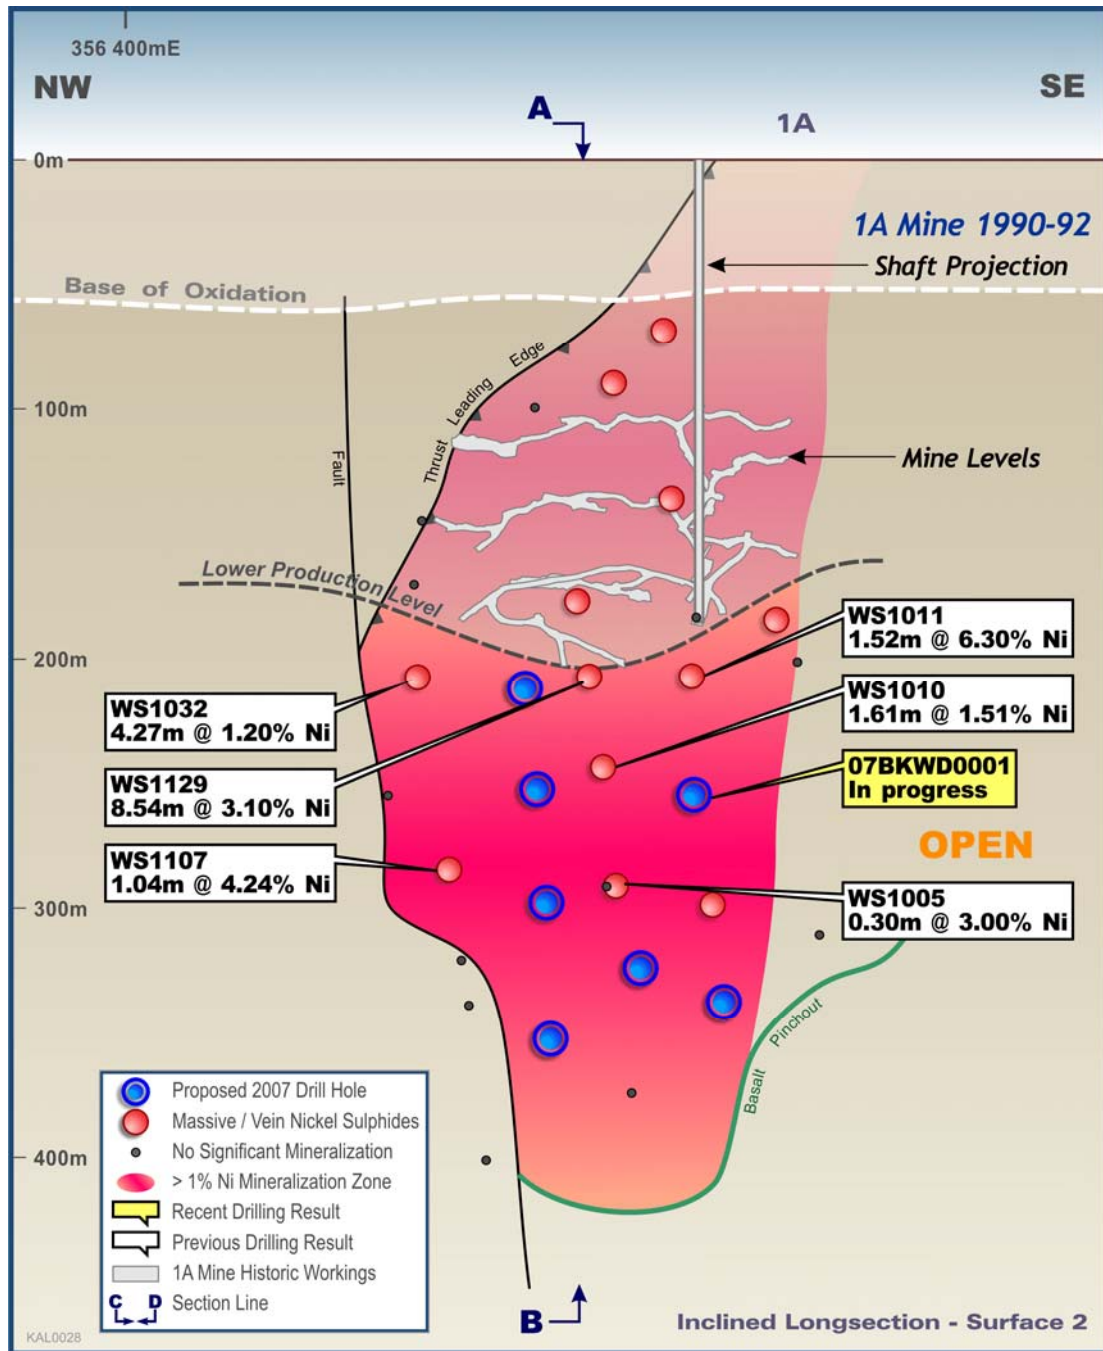 356 400mE
NW
SE
A
1A
0m
1A Mine 1990-92
Shaft Projection
Base of Oxidation
Thrust Leading Edge
100m
Fault
Mine Levels
Lower Production Level
200m
WS1011
1.52m @ 6.30% Ni
WS1032
4.27m @ 1.20% Ni
WS1010
1.61m @ 1.51% Ni
WS1129
8.54m @ 3.10% Ni
07BKWD0001
In progress
OPEN
WS1107
1.04m @ 4.24% Ni
300m
WS1005
0.30m @ 3.00% Ni
Basalt Pinchout
Proposed 2007 Drill Hole
Massive / Vein Nickel Sulphides
No Significant Mineralization
400m
> 1% Ni Mineralization Zone
Recent Drilling Result
Previous Drilling Result
1A Mine Historic Workings
C D Section Line
B
Inclined Longsection - Surface 2
KAL0028